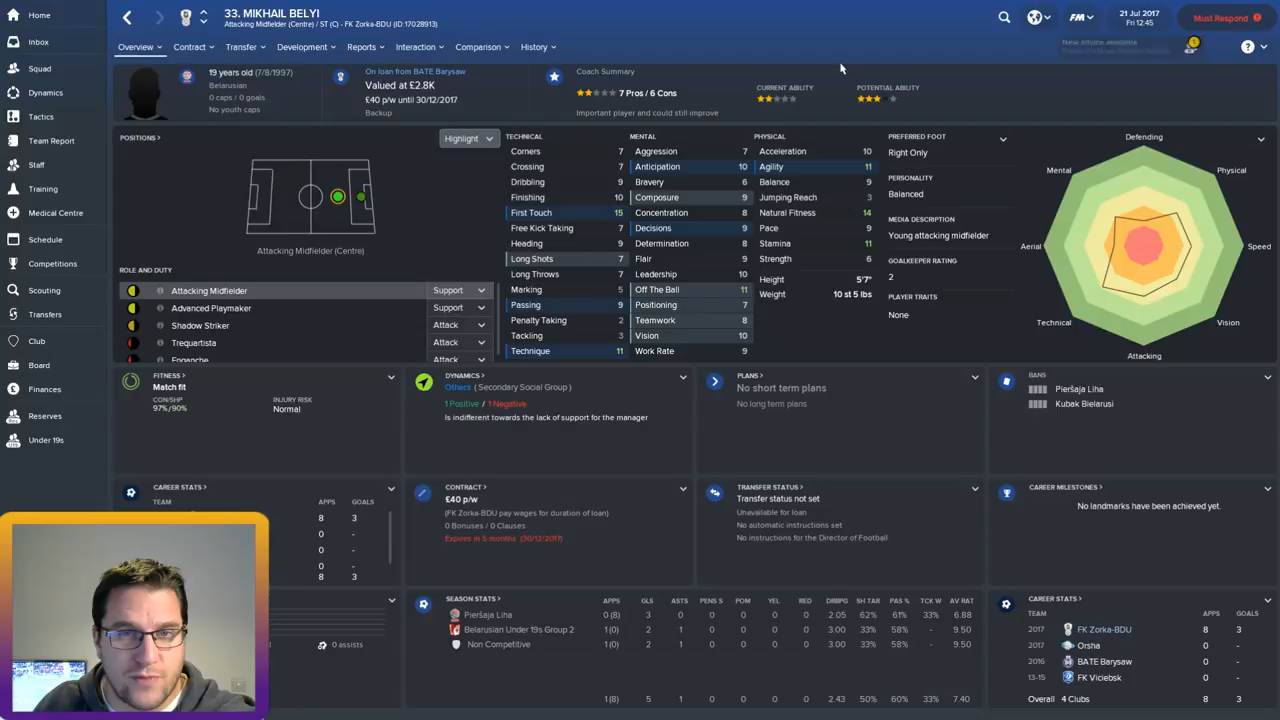 Home
Inbox
Squad
Dynamics
Tactics
Team Report
Staff
Training
Medical Centre
Schedule
Competitions
Scouting
Transfers
Club
Board
Finances
Reserves
Under 19s
33. MIKHAIL BELYI
Attacking Midfielder (Centre) / ST (C) - FK Zorka-BDU (ID:17028913)
FM
21 Jul 2017
Fri 12:45
Must Respond
Overview
Contract
Transfer
Development
Reports
Interaction
Comparison
History
19 years old (7/8/1997)
Belarusian
0 caps / 0 goals
No youth caps
On loan from BATE Barysaw
Valued at £2.8K
£40 p/w until 30/12/2017
Backup
Coach Summary
7 Pros / 6 Cons
Important player and could still improve
CURRENT ABILITY
POTENTIAL ABILITY
POSITIONS >
Highlight
Attacking Midfielder (Centre)
ROLE AND DUTY
Attacking Midfielder Support
Advanced Playmaker Support
Shadow Striker Attack
Trequartista Attack
Enganche Attack
TECHNICAL
Corners 7
Crossing 7
Dribbling 9
Finishing 10
First Touch 15
Free Kick Taking 7
Heading 9
Long Shots 7
Long Throws 7
Marking 5
Passing 9
Penalty Taking 2
Tackling 3
Technique 11
MENTAL
Aggression 7
Anticipation 10
Bravery 6
Composure 9
Concentration 8
Decisions 9
Determination 8
Flair 9
Leadership 10
Off The Ball 11
Positioning 7
Teamwork 8
Vision 10
Work Rate 9
PHYSICAL
Acceleration 10
Agility 11
Balance 9
Jumping Reach 3
Natural Fitness 14
Pace 9
Stamina 11
Strength 6
Height 5'7"
Weight 10 st 5 lbs
PREFERRED FOOT
Right Only
PERSONALITY
Balanced
MEDIA DESCRIPTION
Young attacking midfielder
GOALKEEPER RATING
2
PLAYER TRAITS
None
Defending
Mental
Physical
Aerial
Speed
Technical
Vision
Attacking
FITNESS >
Match fit
CON/SHP
97%/90%
INJURY RISK
Normal
DYNAMICS >
Others ( Secondary Social Group )
1 Positive / 1 Negative
Is indifferent towards the lack of support for the manager
PLANS >
No short term plans
No long term plans
BANS
Pieršaja Liha
Kubak Bielarusi
CAREER STATS >
TEAM APPS GOALS
8 3
0 -
0 -
0 -
8 3
CONTRACT >
£40 p/w
(FK Zorka-BDU pay wages for duration of loan)
0 Bonuses / 0 Clauses
Expires in 5 months (30/12/2017)
TRANSFER STATUS >
Transfer status not set
Unavailable for loan
No automatic instructions set
No instructions for the Director of Football
CAREER MILESTONES >
No landmarks have been achieved yet.
0 assists
SEASON STATS > APPS GLS ASTS PENS S POM YEL RED DRBPG SH TAR PAS % TCK W AV RAT
Pieršaja Liha 0 (8) 3 0 0 0 0 0 2.05 62% 61% 33% 6.88
Belarusian Under 19s Group 2 1 (0) 2 1 0 0 0 0 3.00 33% 58% - 9.50
Non Competitive 1 (0) 2 1 0 0 0 0 3.00 33% 58% - 9.50
1 (8) 5 1 0 0 0 0 2.43 50% 60% 33% 7.40
CAREER STATS >
TEAM APPS GOALS
2017 FK Zorka-BDU 8 3
2017 Orsha 0 -
2016 BATE Barysaw 0 -
13-15 FK Viciebsk 0 -
Overall 4 Clubs 8 3